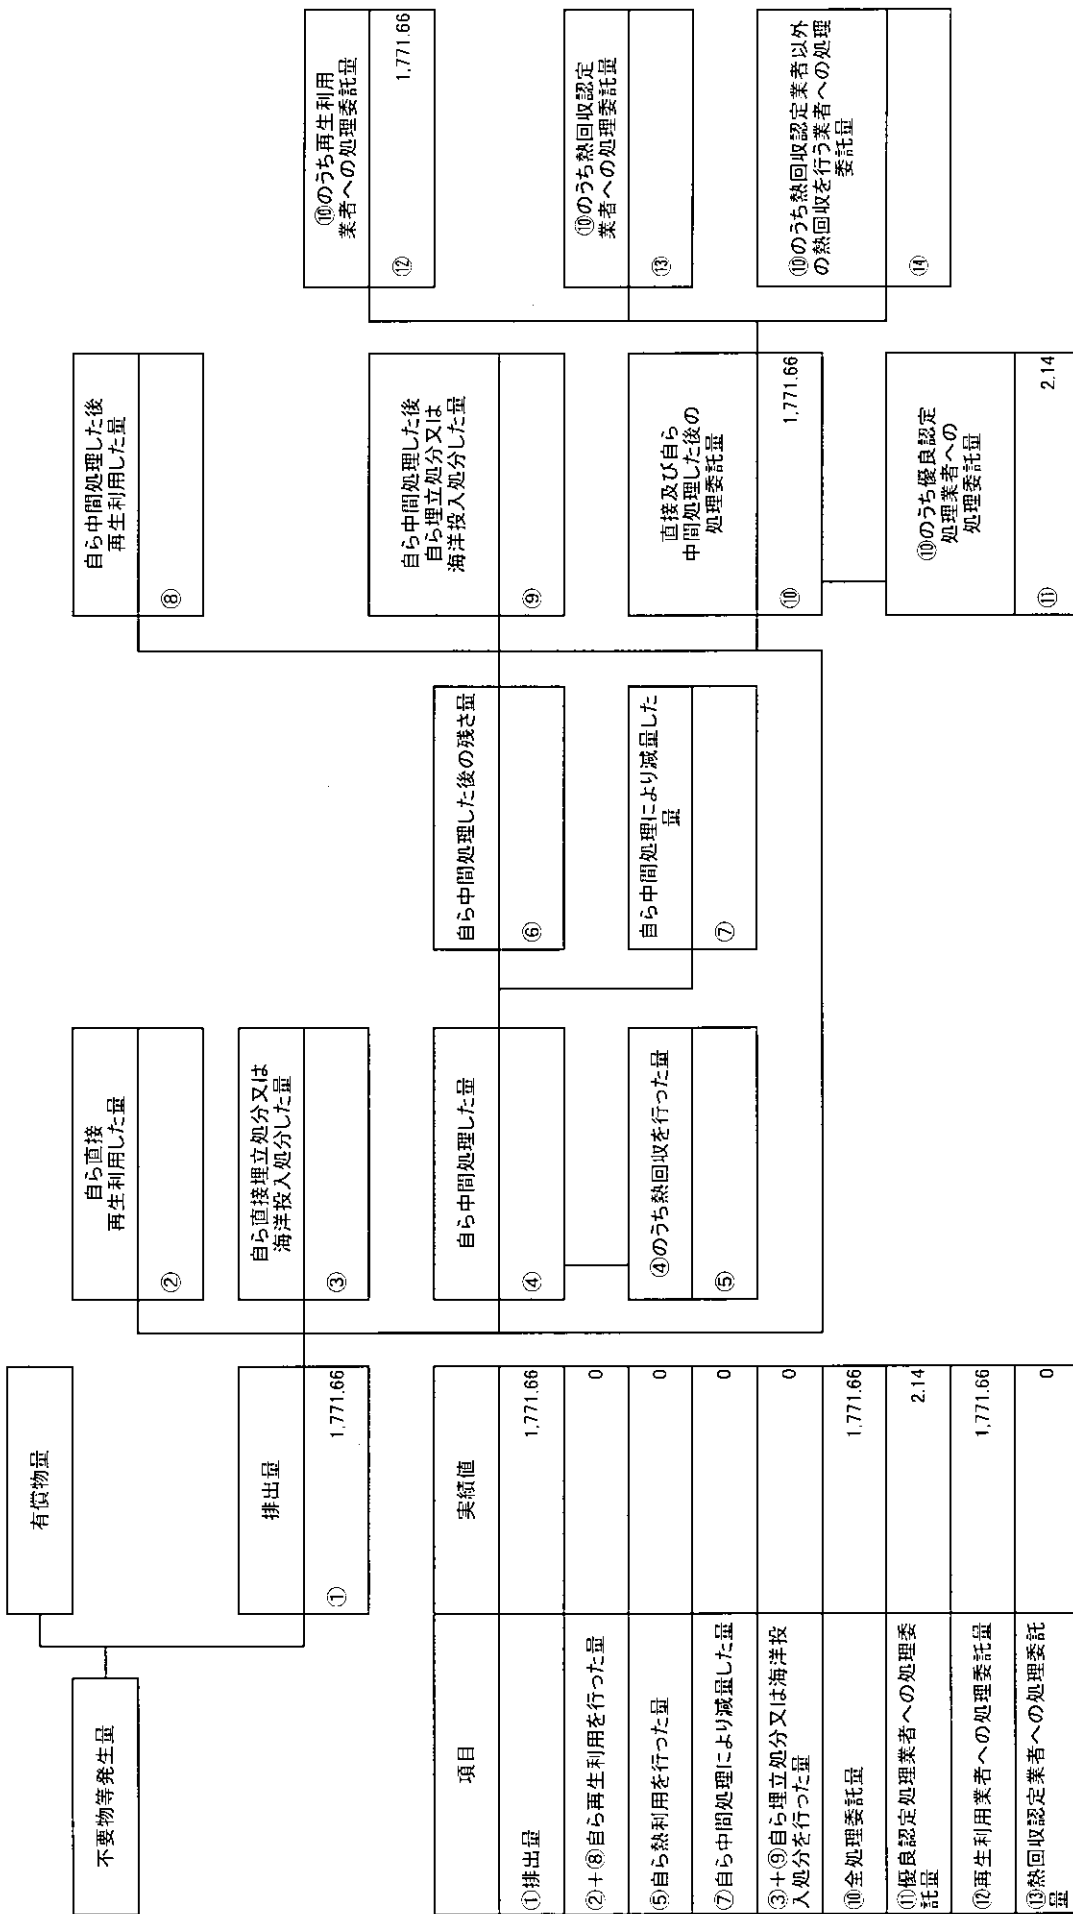 不要物等発生量
有償物量
排出量
① 1,771.66
自ら直接
再生利用した量
②
自ら直接埋立処分又は
海洋投入処分した量
③
自ら中間処理した量
④
④のうち熱回収を行った量
⑤
自ら中間処理した後の残さ量
⑥
自ら中間処理により減量した
量
⑦
自ら中間処理した後
再生利用した量
⑧
自ら中間処理した後
自ら埋立処分又は
海洋投入処分した量
⑨
直接及び自ら
中間処理した後の
処理委託量
⑩ 1,771.66
⑩のうち優良認定
処理業者への
処理委託量
⑪ 2.14
⑩のうち再生利用
業者への処理委託量
⑫ 1,771.66
⑩のうち熱回収認定
業者への処理委託量
⑬
⑩のうち熱回収認定業者以外
の熱回収を行う業者への処理
委託量
⑭
項目 実績値
①排出量 1,771.66
②+⑧自ら再生利用を行った量 0
⑤自ら熱利用を行った量 0
⑦自ら中間処理により減量した量 0
③+⑨自ら埋立処分又は海洋投
入処分を行った量 0
⑩全処理委託量 1,771.66
⑪優良認定処理業者への処理委
託量 2.14
⑫再生利用業者への処理委託量 1,771.66
⑬熱回収認定業者への処理委託
量 0